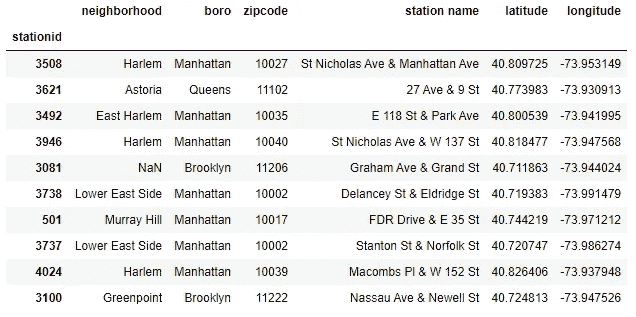 neighborhood boro zipcode station name latitude longitude
stationid
3508 Harlem Manhattan 10027 St Nicholas Ave & Manhattan Ave 40.809725 -73.953149
3621 Astoria Queens 11102 27 Ave & 9 St 40.773983 -73.930913
3492 East Harlem Manhattan 10035 E 118 St & Park Ave 40.800539 -73.941995
3946 Harlem Manhattan 10040 St Nicholas Ave & W 137 St 40.818477 -73.947568
3081 NaN Brooklyn 11206 Graham Ave & Grand St 40.711863 -73.944024
3738 Lower East Side Manhattan 10002 Delancey St & Eldridge St 40.719383 -73.991479
501 Murray Hill Manhattan 10017 FDR Drive & E 35 St 40.744219 -73.971212
3737 Lower East Side Manhattan 10002 Stanton St & Norfolk St 40.720747 -73.986274
4024 Harlem Manhattan 10039 Macombs Pl & W 152 St 40.826406 -73.937948
3100 Greenpoint Brooklyn 11222 Nassau Ave & Newell St 40.724813 -73.947526